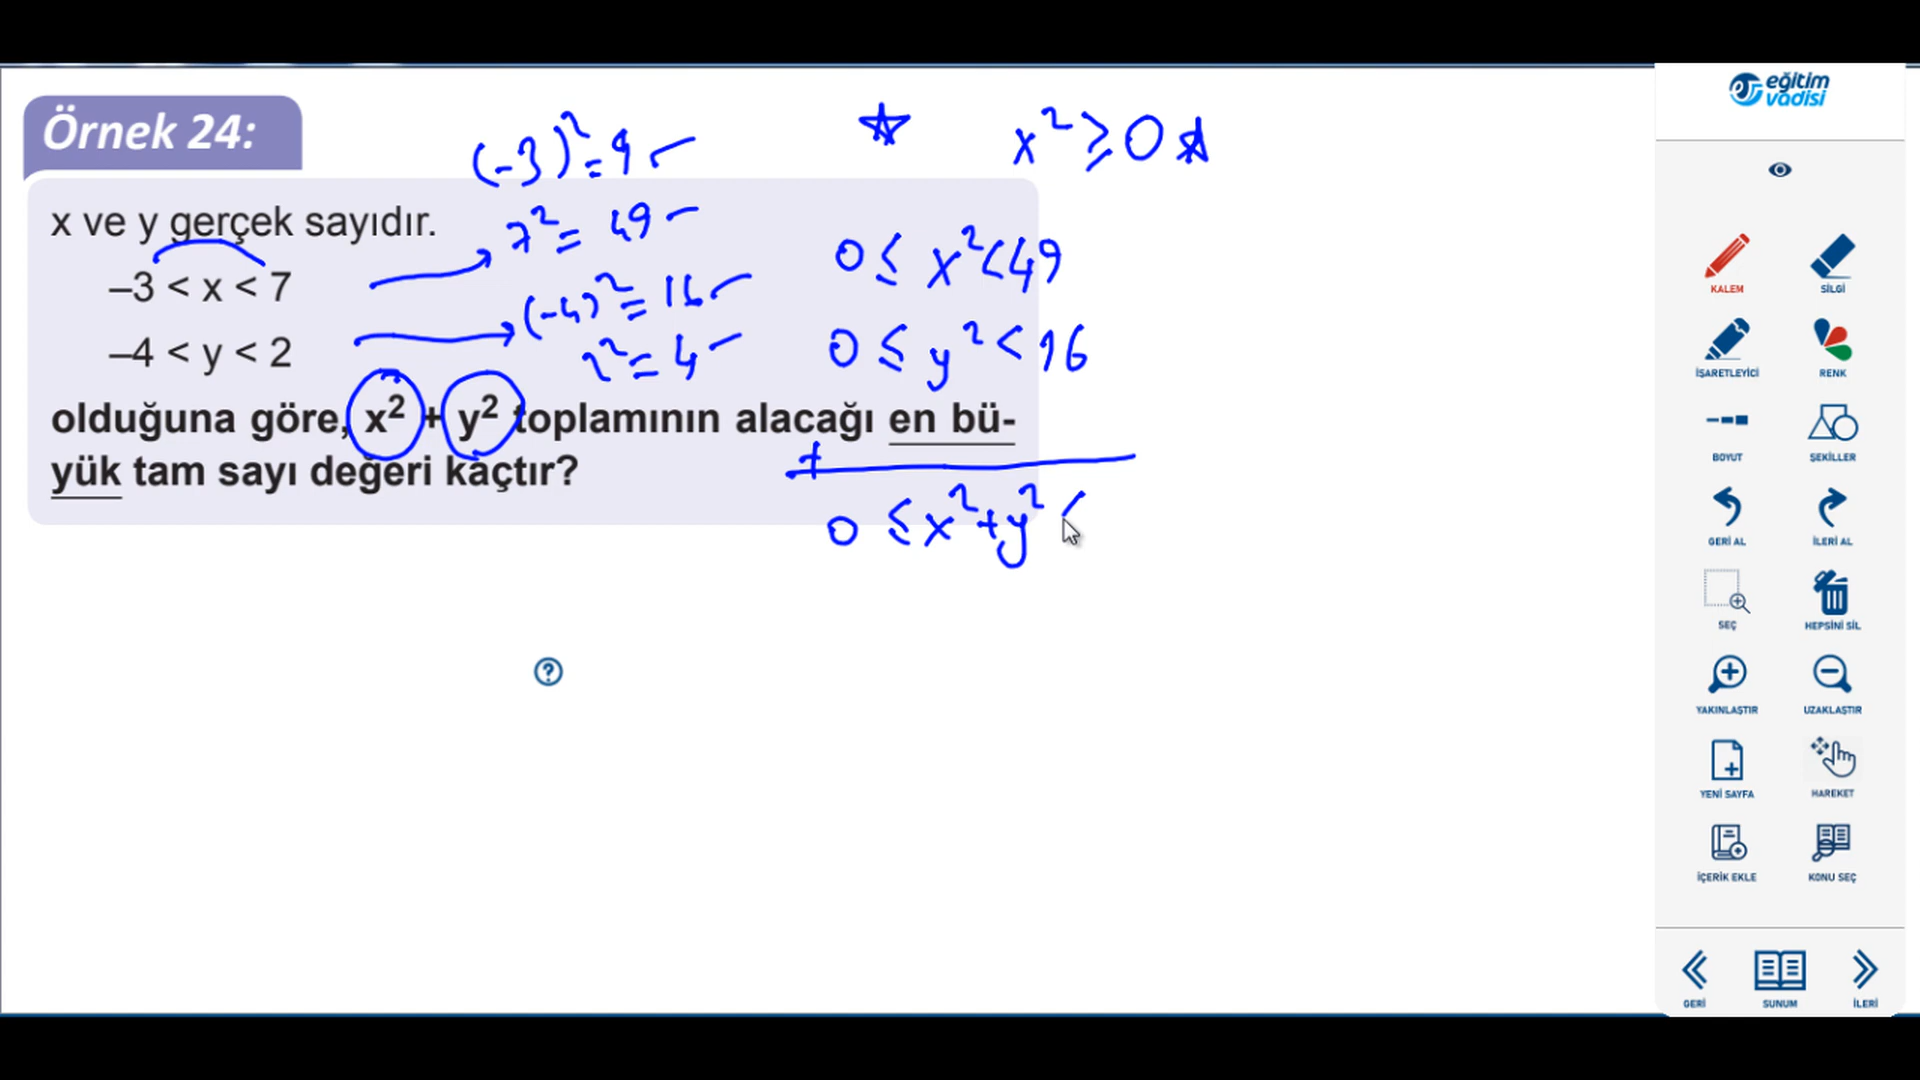 Örnek 24:
x ve y gerçek sayıdır.
–3 < x < 7
–4 < y < 2
olduğuna göre, x² + y² toplamının alacağı en bü-
yük tam sayı değeri kaçtır?
(-3)² = 9
7² = 49
(-4)² = 16
2² = 4
x² ≥ 0
0 ≤ x² < 49
0 ≤ y² < 16
+
0 ≤ x² + y² <
eğitim
vadisi
KALEM
SİLGİ
İŞARETLEYİCİ
RENK
BOYUT
ŞEKİLLER
GERİ AL
İLERİ AL
SEÇ
HEPSİNİ SİL
YAKINLAŞTIR
UZAKLAŞTIR
YENİ SAYFA
HAREKET
İÇERİK EKLE
KONU SEÇ
GERİ
SUNUM
İLERİ